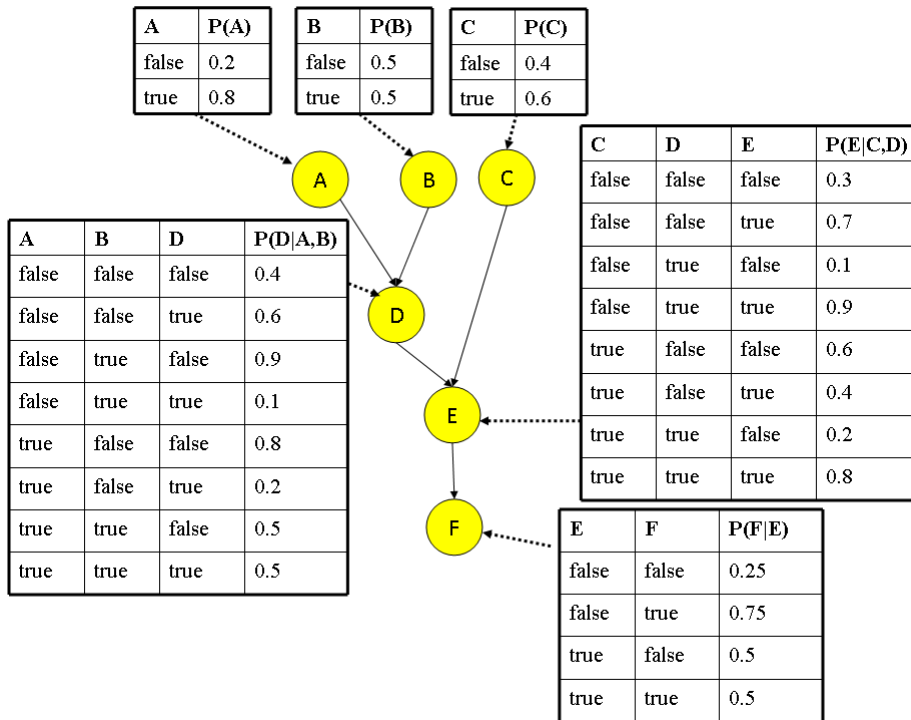 A P(A)
false 0.2
true 0.8
B P(B)
false 0.5
true 0.5
C P(C)
false 0.4
true 0.6
A
B
C
C D E P(E|C,D)
false false false 0.3
false false true 0.7
false true false 0.1
false true true 0.9
true false false 0.6
true false true 0.4
true true false 0.2
true true true 0.8
A B D P(D|A,B)
false false false 0.4
false false true 0.6
false true false 0.9
false true true 0.1
true false false 0.8
true false true 0.2
true true false 0.5
true true true 0.5
D
E
F
E F P(F|E)
false false 0.25
false true 0.75
true false 0.5
true true 0.5